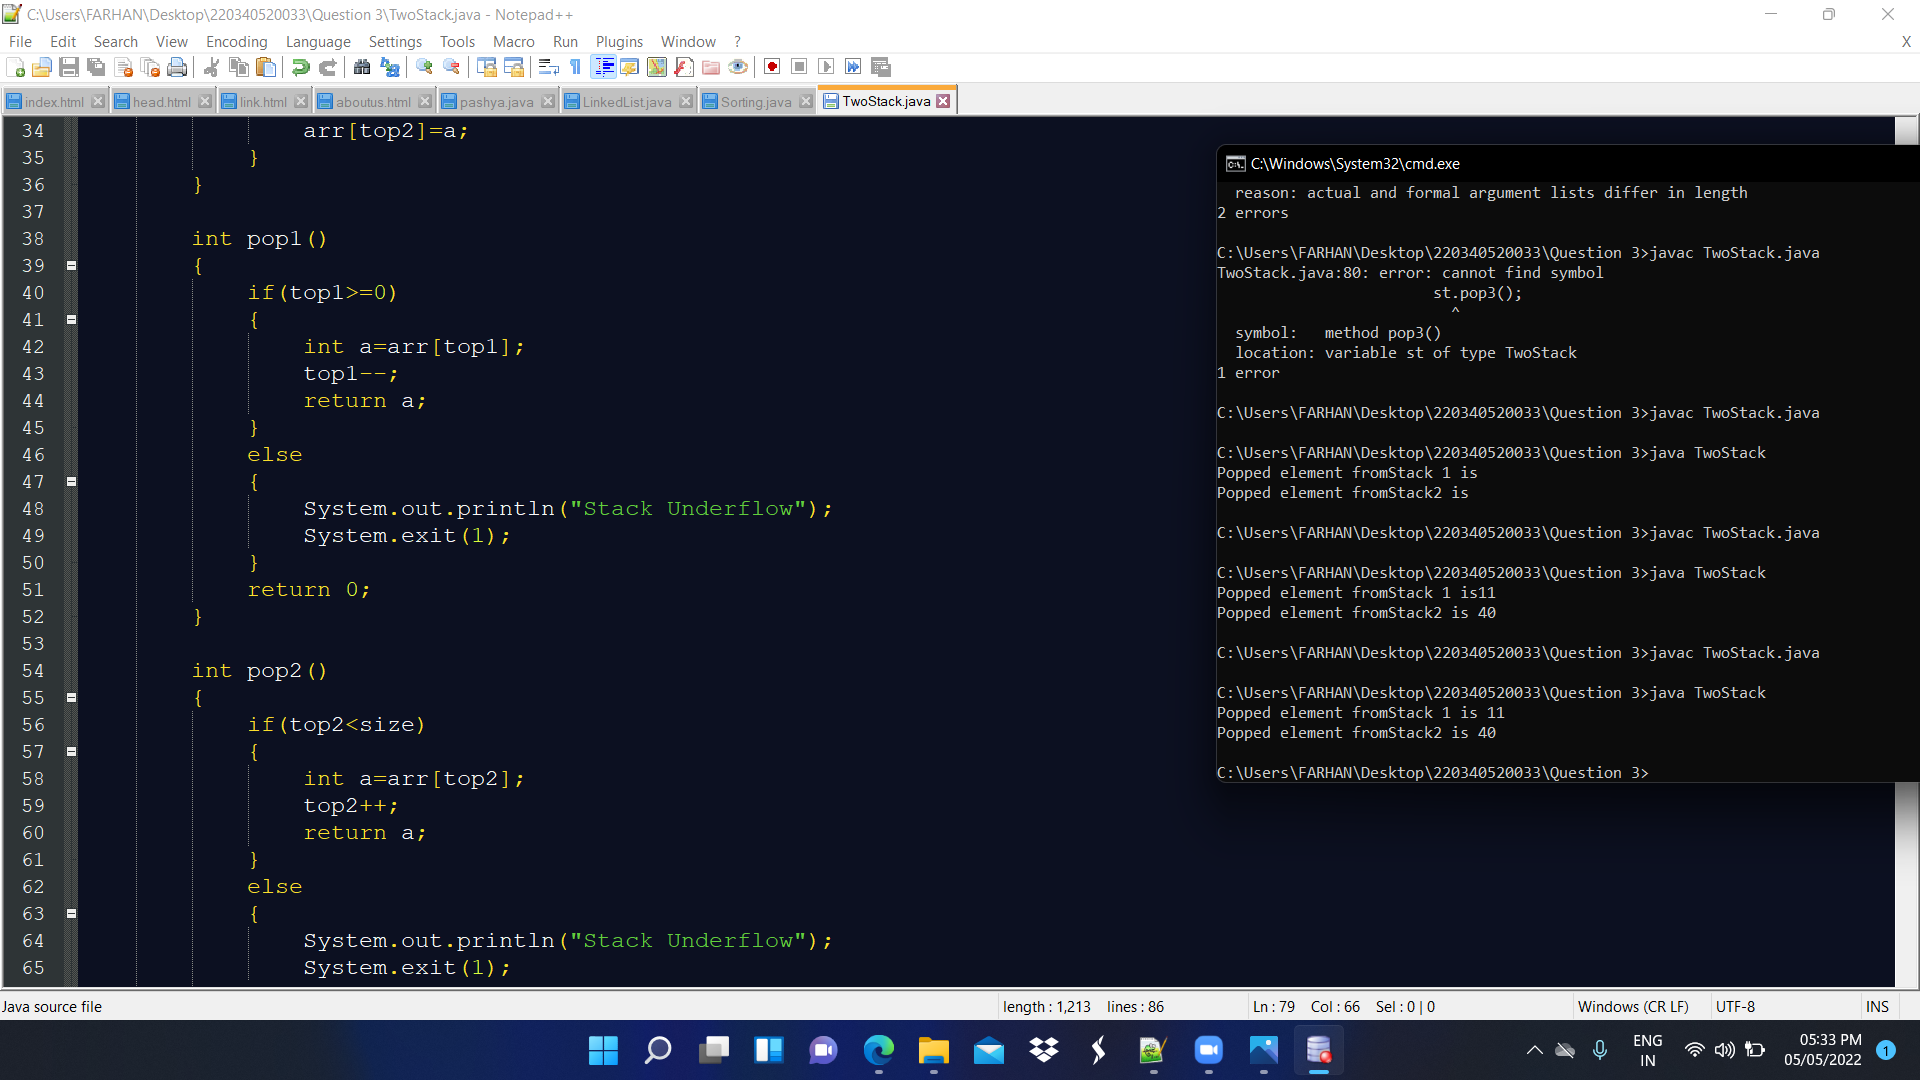 C:\Users\FARHAN\Desktop\220340520033\Question 3\TwoStack.java - Notepad++
File Edit Search View Encoding Language Settings Tools Macro Run Plugins Window ? X
index.html head.html link.html aboutus.html pashya.java LinkedList.java Sorting.java TwoStack.java
34 arr[top2]=a;
35 }
36 }
37
38 int pop1()
39 {
40 if(top1>=0)
41 {
42 int a=arr[top1];
43 top1--;
44 return a;
45 }
46 else
47 {
48 System.out.println("Stack Underflow");
49 System.exit(1);
50 }
51 return 0;
52 }
53
54 int pop2()
55 {
56 if(top2<size)
57 {
58 int a=arr[top2];
59 top2++;
60 return a;
61 }
62 else
63 {
64 System.out.println("Stack Underflow");
65 System.exit(1);
C:\Windows\System32\cmd.exe
reason: actual and formal argument lists differ in length
2 errors
C:\Users\FARHAN\Desktop\220340520033\Question 3>javac TwoStack.java
TwoStack.java:80: error: cannot find symbol
st.pop3();
^
symbol: method pop3()
location: variable st of type TwoStack
1 error
C:\Users\FARHAN\Desktop\220340520033\Question 3>javac TwoStack.java
C:\Users\FARHAN\Desktop\220340520033\Question 3>java TwoStack
Popped element fromStack 1 is
Popped element fromStack2 is
C:\Users\FARHAN\Desktop\220340520033\Question 3>javac TwoStack.java
C:\Users\FARHAN\Desktop\220340520033\Question 3>java TwoStack
Popped element fromStack 1 is11
Popped element fromStack2 is 40
C:\Users\FARHAN\Desktop\220340520033\Question 3>javac TwoStack.java
C:\Users\FARHAN\Desktop\220340520033\Question 3>java TwoStack
Popped element fromStack 1 is 11
Popped element fromStack2 is 40
C:\Users\FARHAN\Desktop\220340520033\Question 3>
Java source file length : 1,213 lines : 86 Ln : 79 Col : 66 Sel : 0 | 0 Windows (CR LF) UTF-8 INS
ENG 05:33 PM
IN 05/05/2022 1